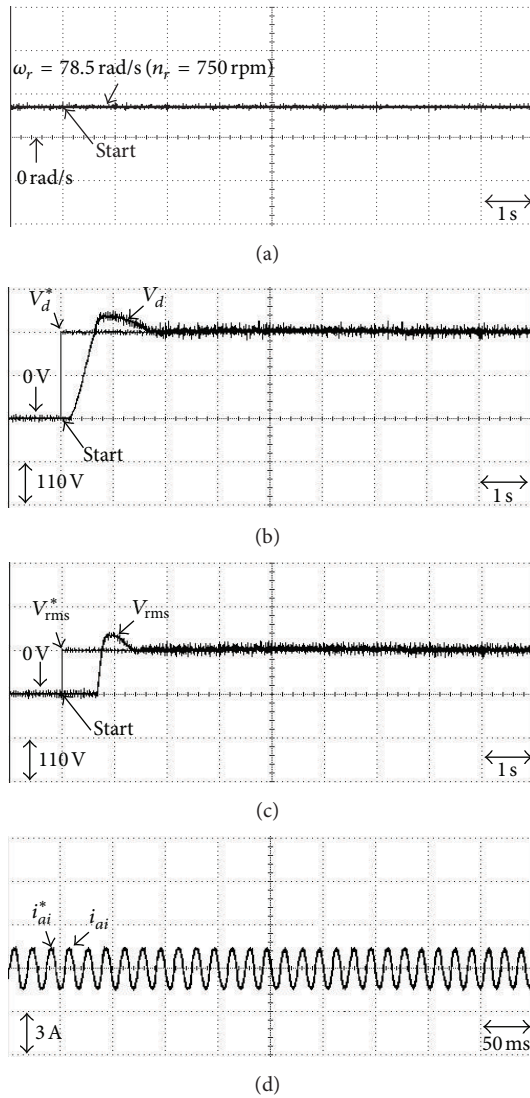 ω_r = 78.5 rad/s (n_r = 750 rpm)
Start
0 rad/s
1 s
(a)
V_d^*
V_d
0 V
Start
110 V
1 s
(b)
V_rms^*
V_rms
0 V
Start
110 V
1 s
(c)
i_ai^*
i_ai
3 A
50 ms
(d)